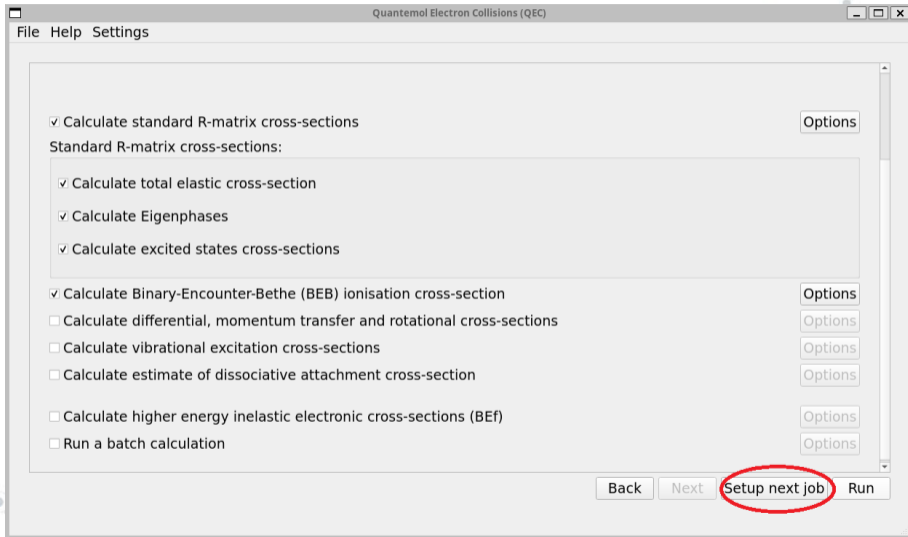 Quantemol Electron Collisions (QEC)
File Help Settings
Calculate standard R-matrix cross-sections Options
Standard R-matrix cross-sections:
Calculate total elastic cross-section
Calculate Eigenphases
Calculate excited states cross-sections
Calculate Binary-Encounter-Bethe (BEB) ionisation cross-section Options
Calculate differential, momentum transfer and rotational cross-sections Options
Calculate vibrational excitation cross-sections Options
Calculate estimate of dissociative attachment cross-section Options
Calculate higher energy inelastic electronic cross-sections (BEf) Options
Run a batch calculation Options
Back Next Setup next job Run